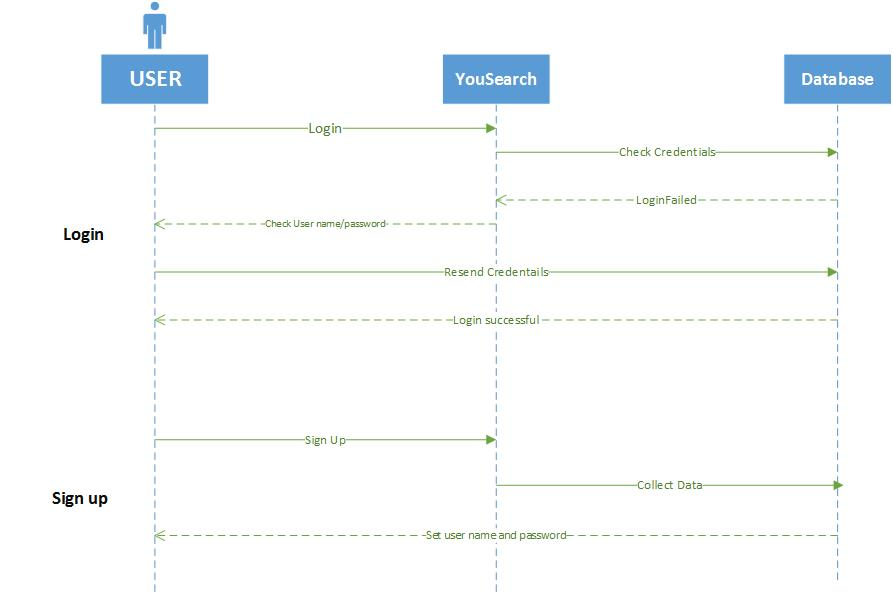 USER
YouSearch
Database
Login
Check Credentials
LoginFailed
Check User name/password
Login
Resend Credentails
Login successful
Sign Up
Collect Data
Sign up
Set user name and password